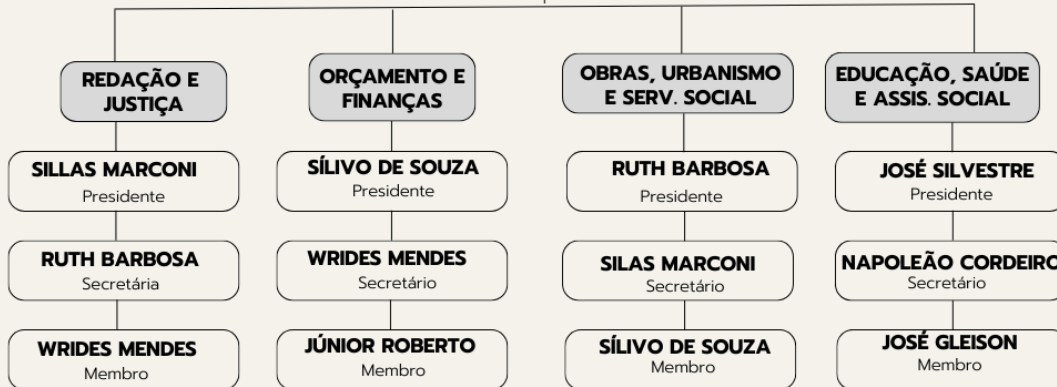 REDAÇÃO E
JUSTIÇA
SILLAS MARCONI
Presidente
RUTH BARBOSA
Secretária
WRIDES MENDES
Membro
ORÇAMENTO E
FINANÇAS
SÍLIVO DE SOUZA
Presidente
WRIDES MENDES
Secretário
JÚNIOR ROBERTO
Membro
OBRAS, URBANISMO
E SERV. SOCIAL
RUTH BARBOSA
Presidente
SILAS MARCONI
Secretário
SÍLIVO DE SOUZA
Membro
EDUCAÇÃO, SAÚDE
E ASSIS. SOCIAL
JOSÉ SILVESTRE
Presidente
NAPOLEÃO CORDEIRO
Secretário
JOSÉ GLEISON
Membro